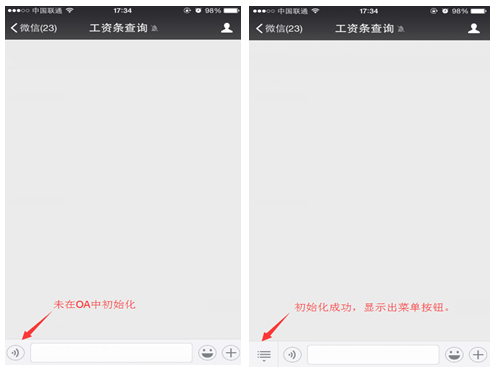 中国联通 17:34 98%
微信(23) 工资条查询
未在OA中初始化
中国联通 17:34 98%
微信(23) 工资条查询
初始化成功，显示出菜单按钮。